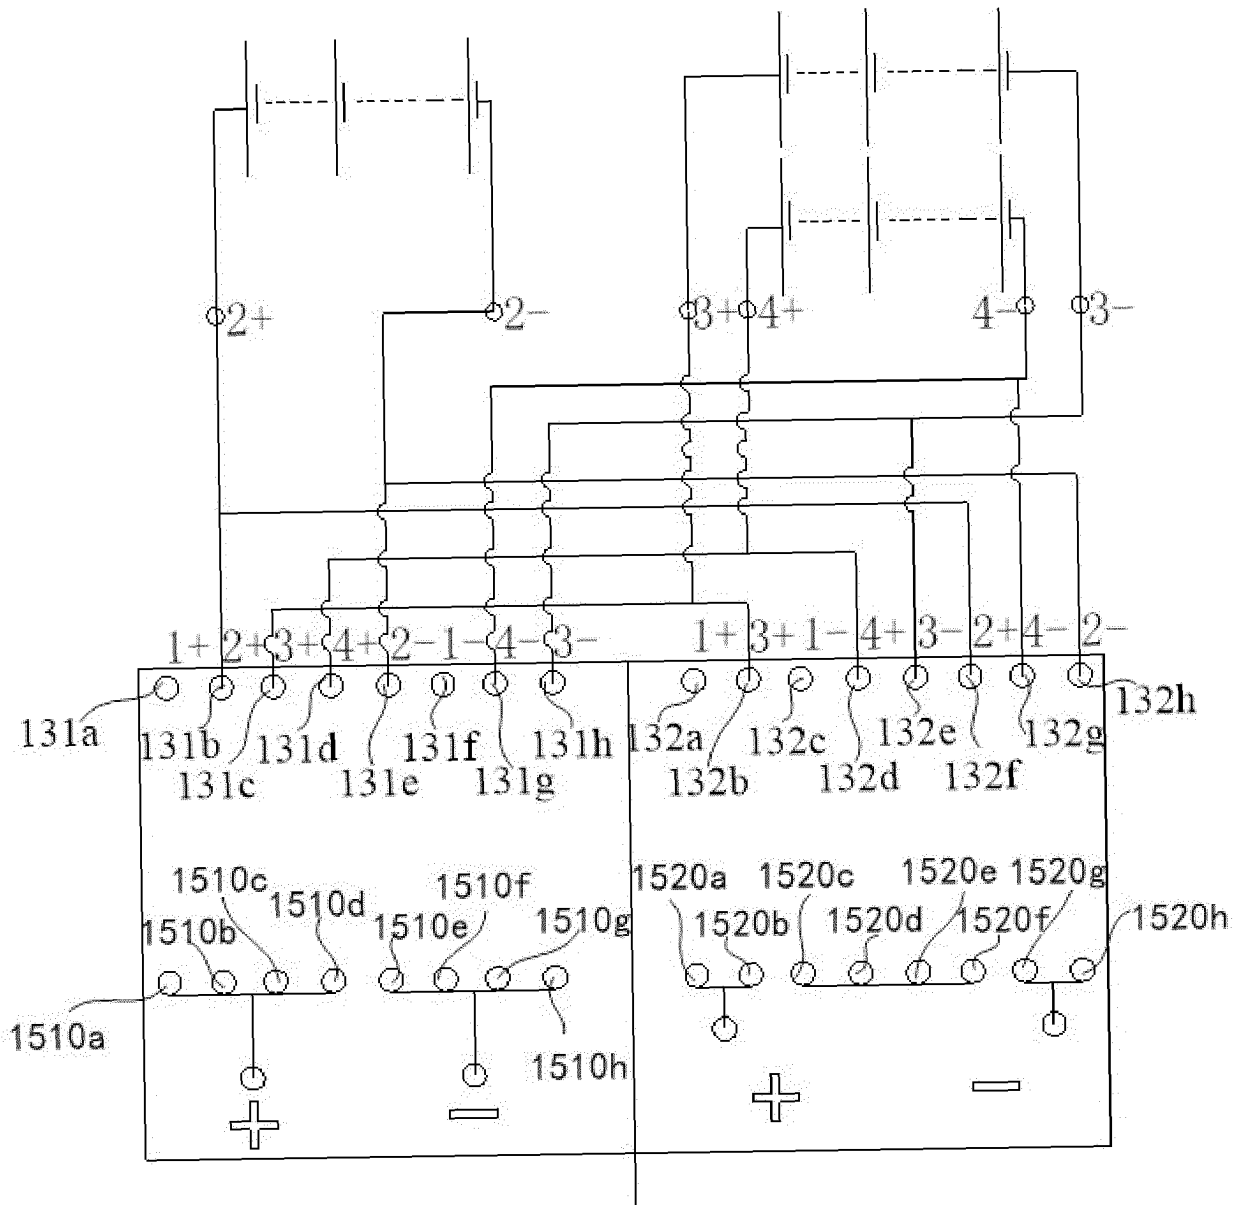 2+ 2- 3+ 4+ 4- 3-
1+ 2+ 3+ 4+ 2- 1- 4- 3- 1+ 3+ 1- 4+ 3- 2+ 4- 2-
131a 131b 131d 131f 131h 132a 132c 132e 132g 132h
131c 131e 131g 132b 132d 132f
1510c 1510f 1520a 1520c 1520e 1520g
1510b 1510d 1510e 1510g 1520b 1520d 1520f 1520h
1510a 1510h
+ − + −